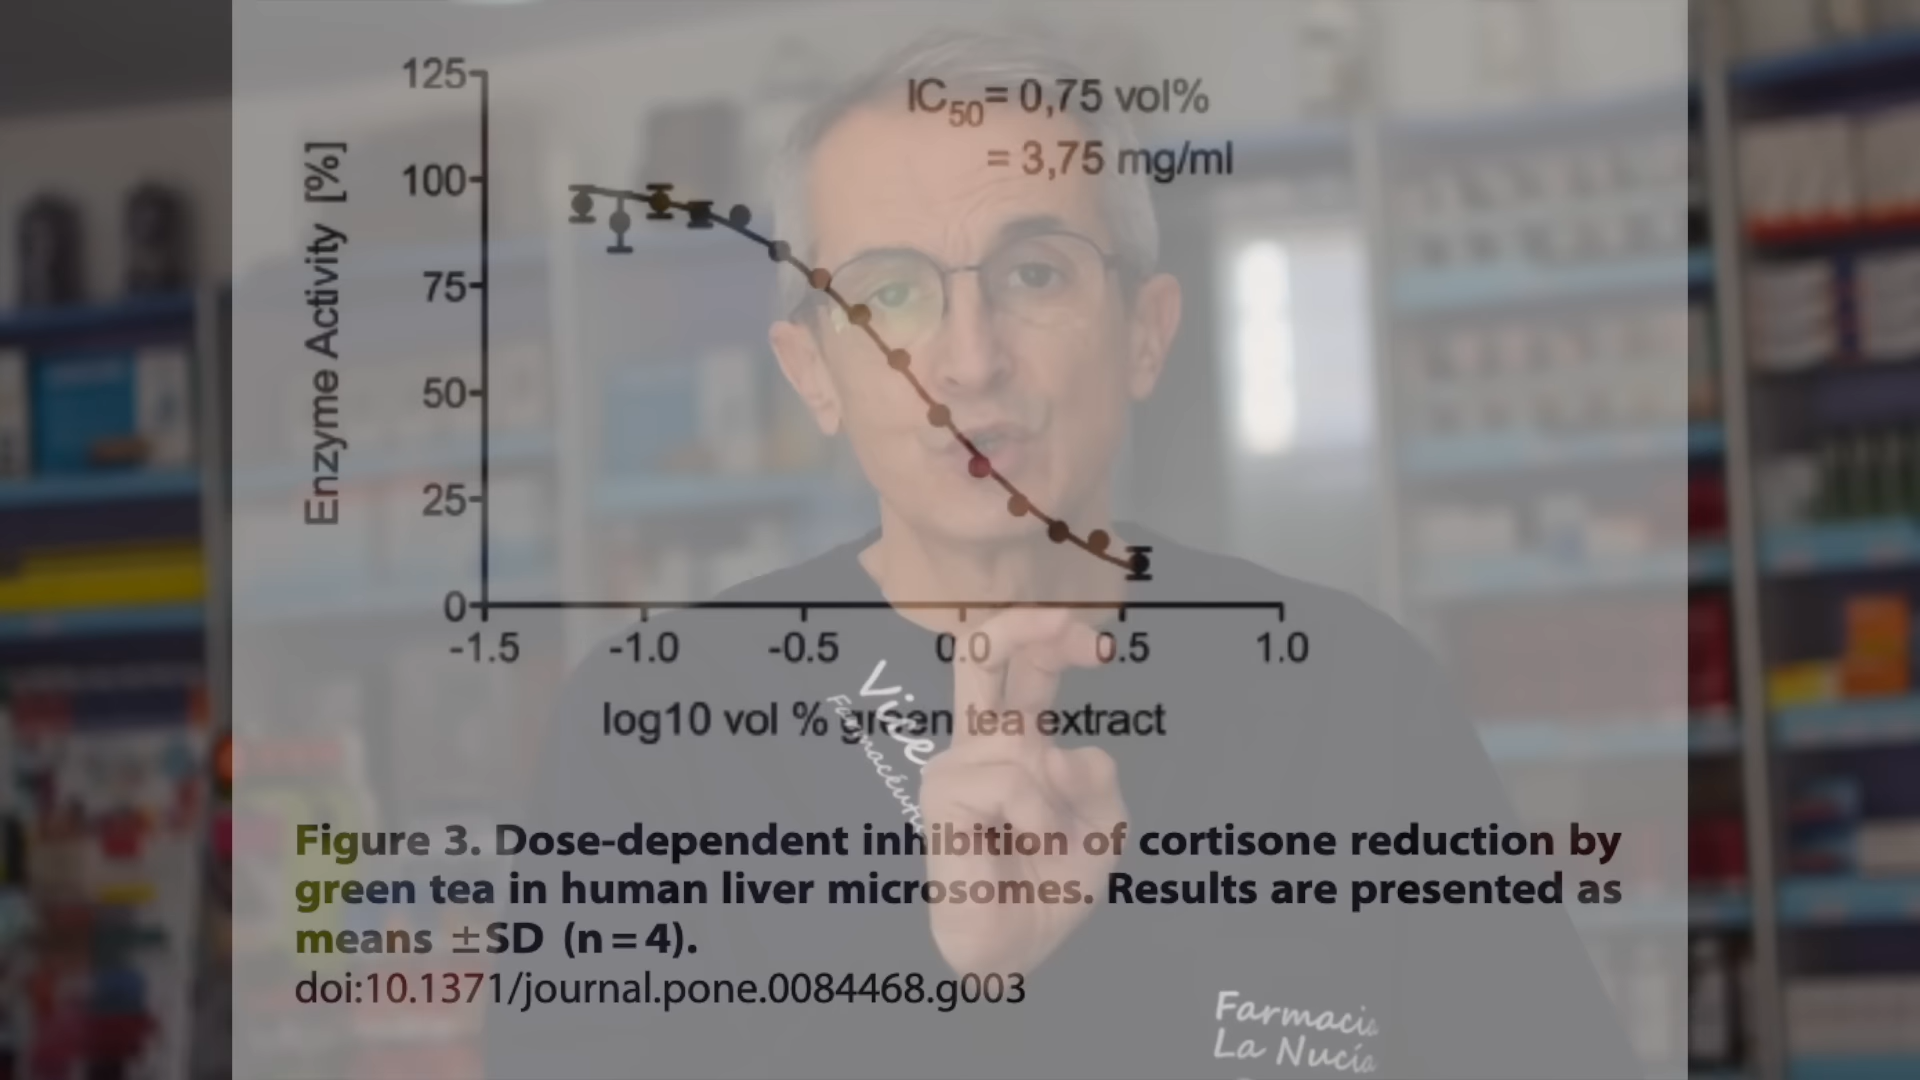 125
100
75
50
25
0
Enzyme Activity [%]
IC50= 0,75 vol%
= 3,75 mg/ml
-1.5 -1.0 -0.5 0.0 0.5 1.0
log10 vol % green tea extract
Figure 3. Dose-dependent inhibition of cortisone reduction by
green tea in human liver microsomes. Results are presented as
means ±SD (n=4).
doi:10.1371/journal.pone.0084468.g003
Farmacia
La Nucía